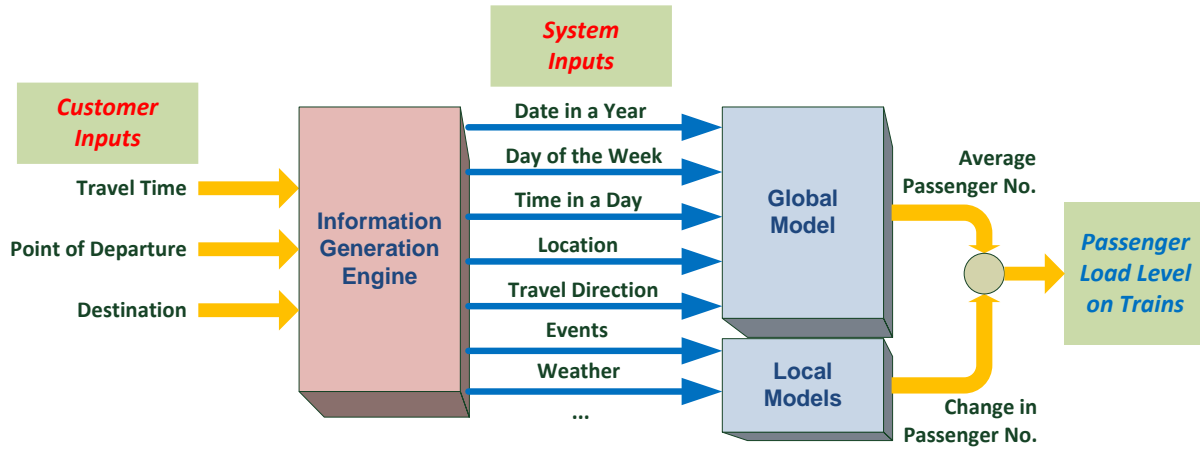 System
Inputs
Customer
Inputs
Travel Time
Point of Departure
Destination
Information
Generation
Engine
Date in a Year
Day of the Week
Time in a Day
Location
Travel Direction
Events
Weather
...
Global
Model
Local
Models
Average
Passenger No.
Change in
Passenger No.
Passenger
Load Level
on Trains